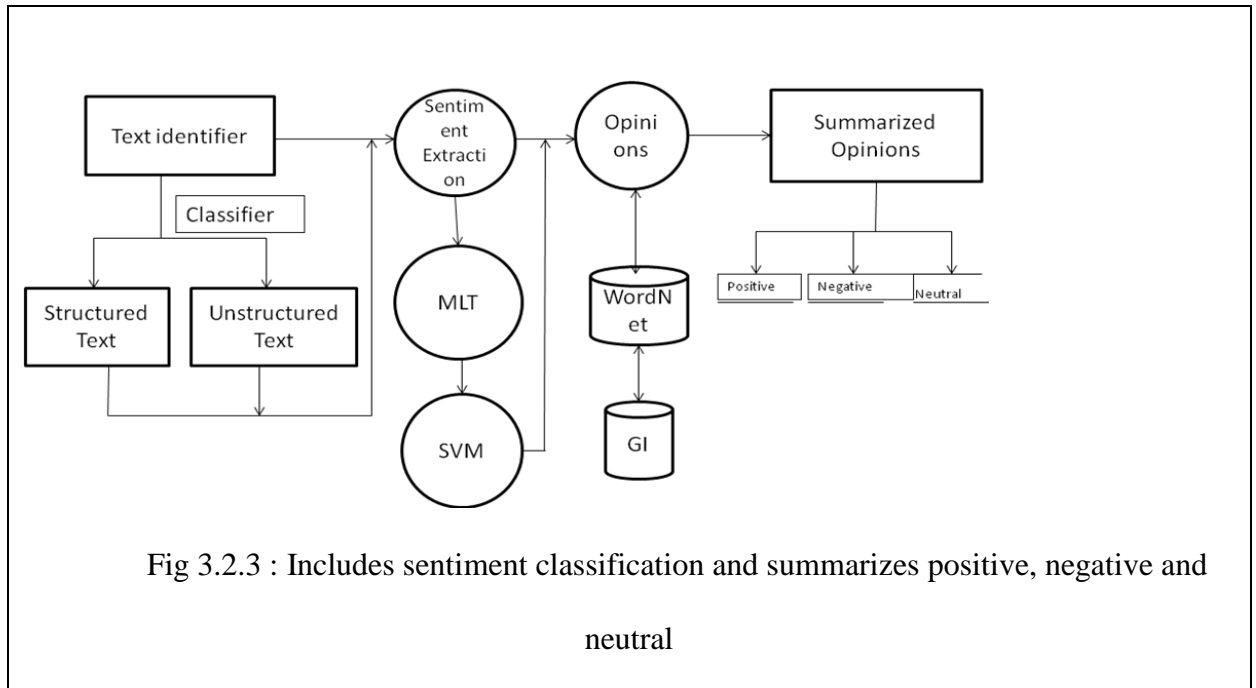 Text identifier
Classifier
Structured
Text
Unstructured
Text
Sentim
ent
Extracti
on
MLT
SVM
Opini
ons
WordN
et
GI
Summarized
Opinions
Positive
Negative
Neutral
Fig 3.2.3 : Includes sentiment classification and summarizes positive, negative and
neutral